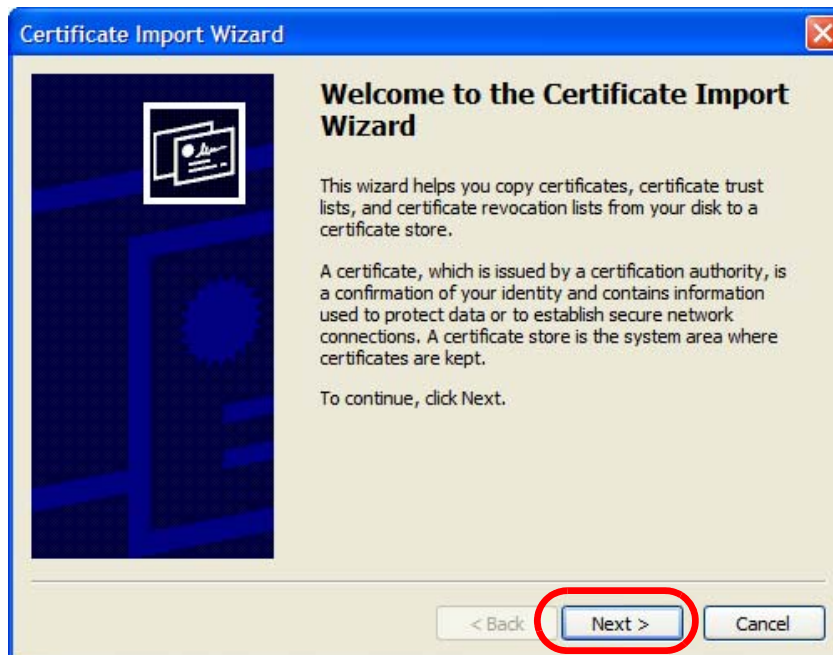 Certificate Import Wizard
Welcome to the Certificate Import
Wizard
This wizard helps you copy certificates, certificate trust
lists, and certificate revocation lists from your disk to a
certificate store.
A certificate, which is issued by a certification authority, is
a confirmation of your identity and contains information
used to protect data or to establish secure network
connections. A certificate store is the system area where
certificates are kept.
To continue, click Next.
< Back
Next >
Cancel